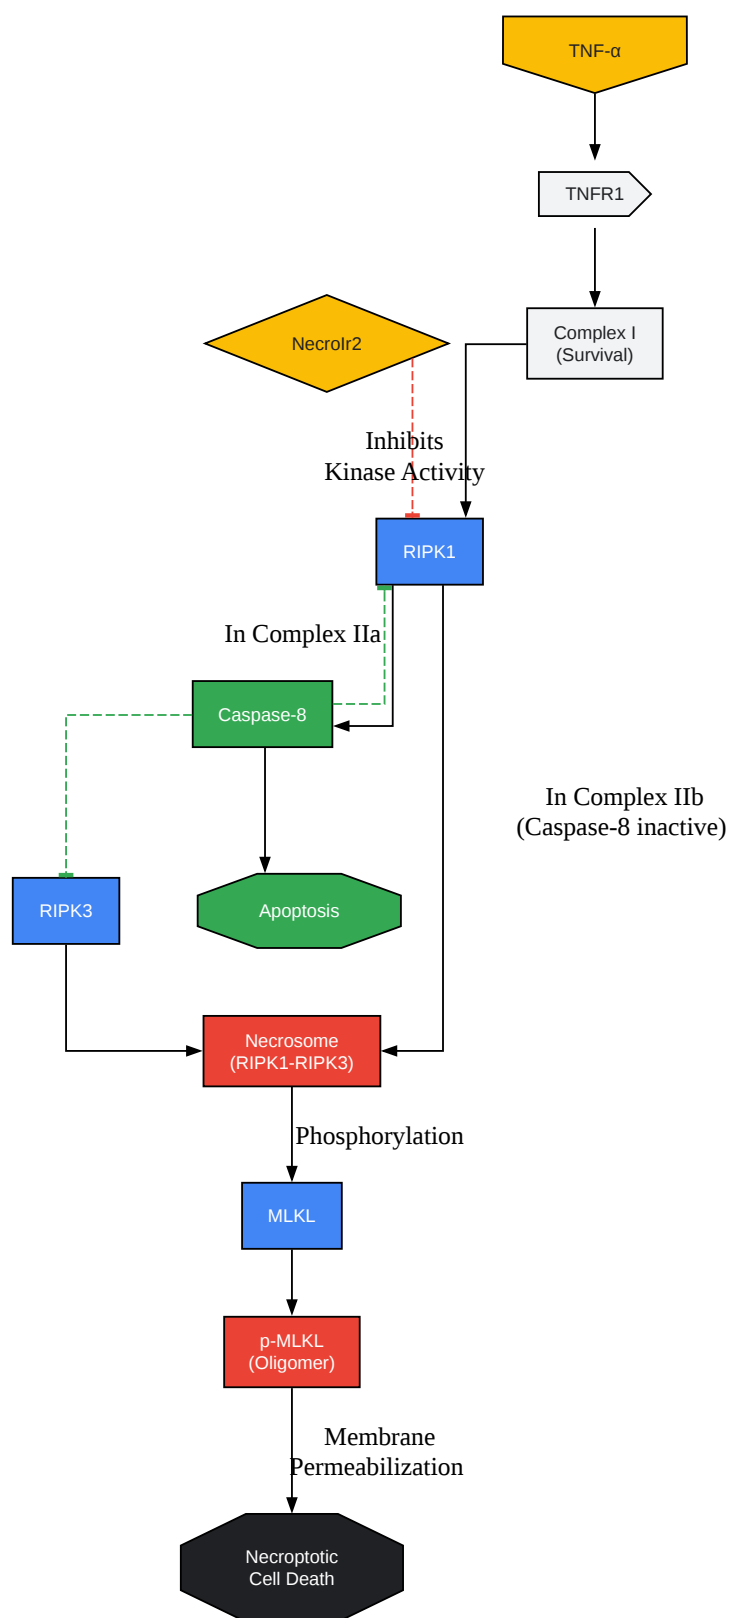 TNF-α
TNFR1
Complex I
(Survival)
NecroIr2
Inhibits
Kinase Activity
RIPK1
In Complex IIa
Caspase-8
In Complex IIb
(Caspase-8 inactive)
RIPK3
Apoptosis
Necrosome
(RIPK1-RIPK3)
Phosphorylation
MLKL
p-MLKL
(Oligomer)
Membrane
Permeabilization
Necroptotic
Cell Death